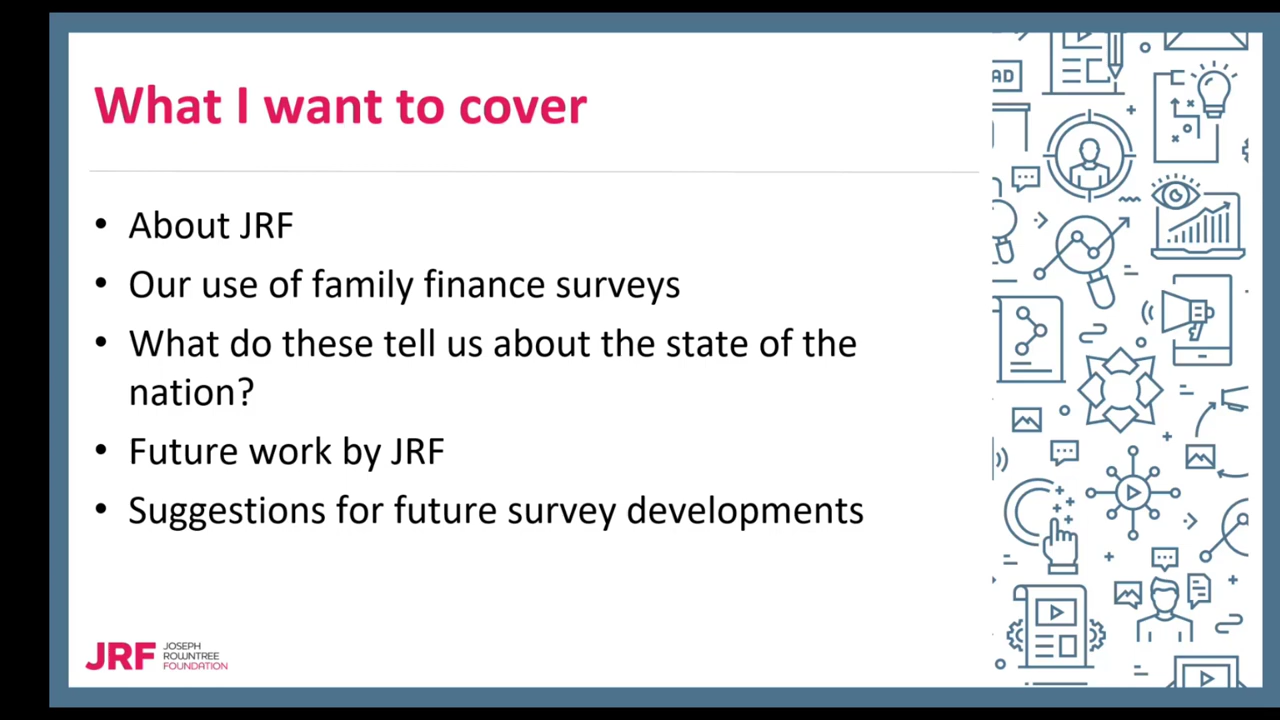 What I want to cover
• About JRF
• Our use of family finance surveys
• What do these tell us about the state of the
nation?
• Future work by JRF
• Suggestions for future survey developments
JRF JOSEPH
ROWNTREE
FOUNDATION
AD